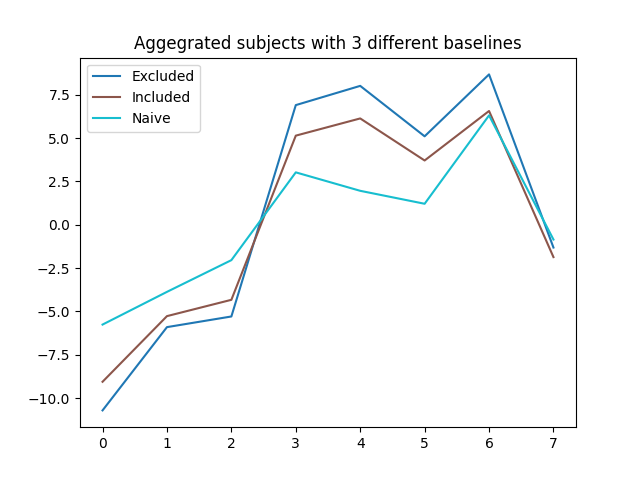 Aggegrated subjects with 3 different baselines
Excluded
Included
Naive
7.5
5.0
2.5
0.0
−2.5
−5.0
−7.5
−10.0
0 1 2 3 4 5 6 7